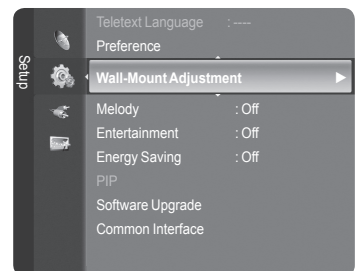 Setup
Teletext Language : ----
Preference
Wall-Mount Adjustment
Melody : Off
Entertainment : Off
Energy Saving : Off
PIP
Software Upgrade
Common Interface